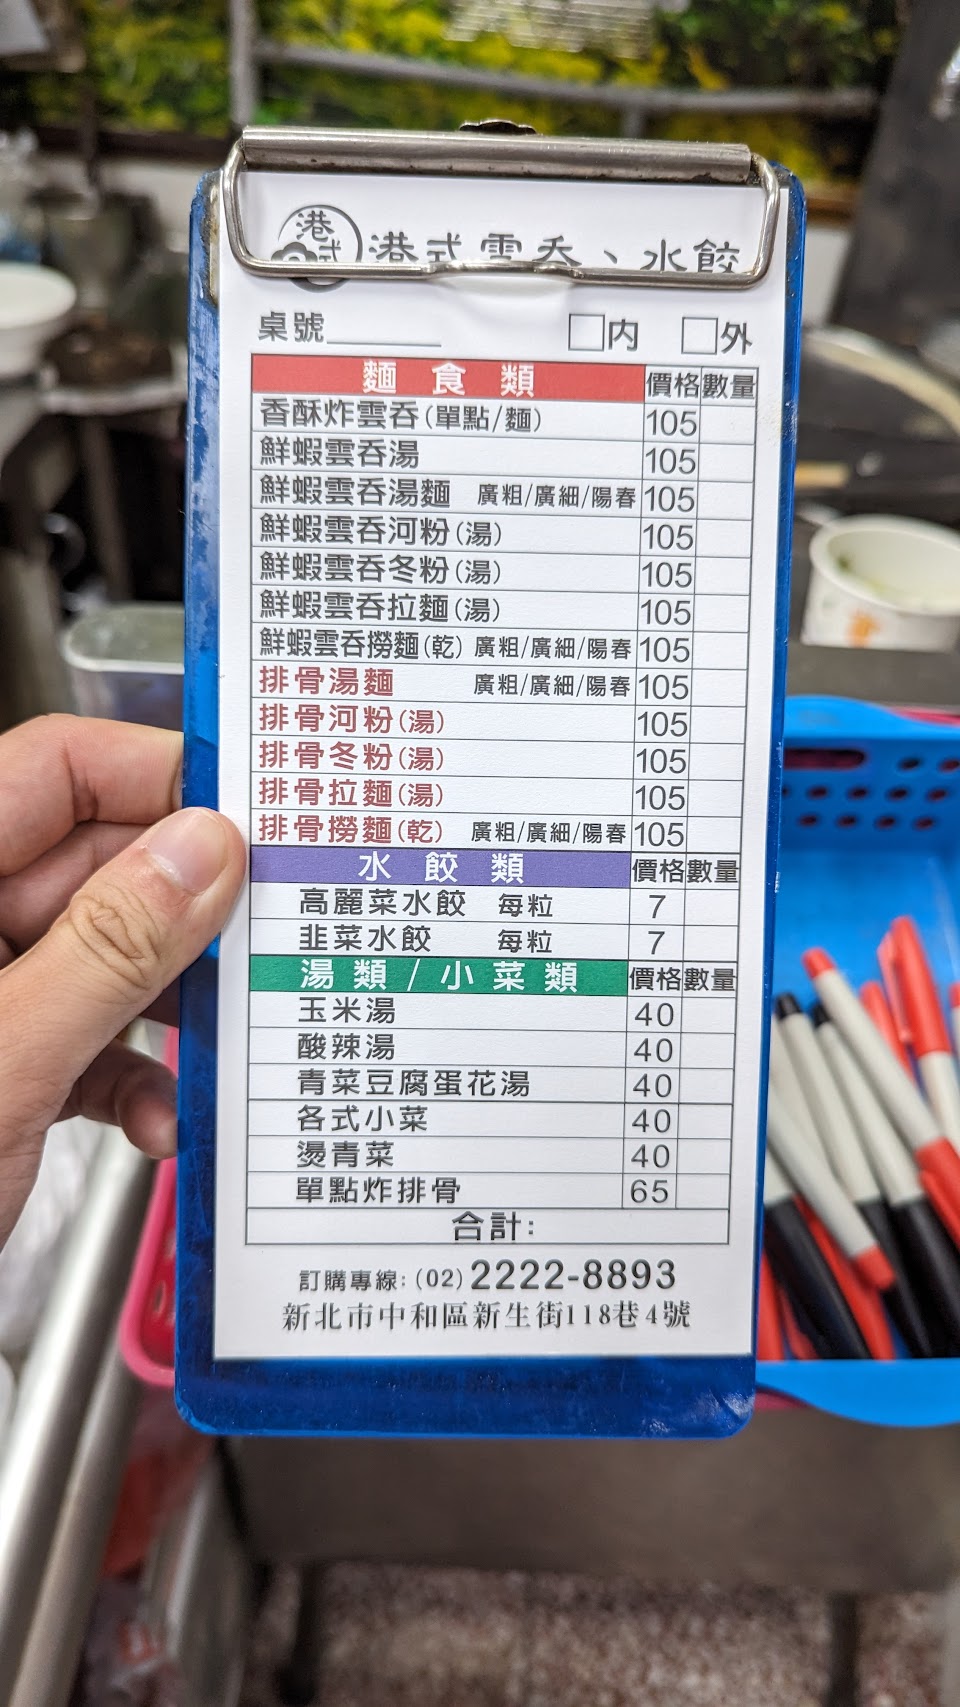 港式
港式雲吞、水餃
桌號______ □內 □外
麵食類 價格 數量
香酥炸雲吞(單點/麵) 105
鮮蝦雲吞湯 105
鮮蝦雲吞湯麵 廣粗/廣細/陽春 105
鮮蝦雲吞河粉(湯) 105
鮮蝦雲吞冬粉(湯) 105
鮮蝦雲吞拉麵(湯) 105
鮮蝦雲吞撈麵(乾) 廣粗/廣細/陽春 105
排骨湯麵 廣粗/廣細/陽春 105
排骨河粉(湯) 105
排骨冬粉(湯) 105
排骨拉麵(湯) 105
排骨撈麵(乾) 廣粗/廣細/陽春 105
水餃類 價格 數量
高麗菜水餃 每粒 7
韭菜水餃 每粒 7
湯類/小菜類 價格 數量
玉米湯 40
酸辣湯 40
青菜豆腐蛋花湯 40
各式小菜 40
燙青菜 40
單點炸排骨 65
合計:
訂購專線:(02)2222-8893
新北市中和區新生街118巷4號